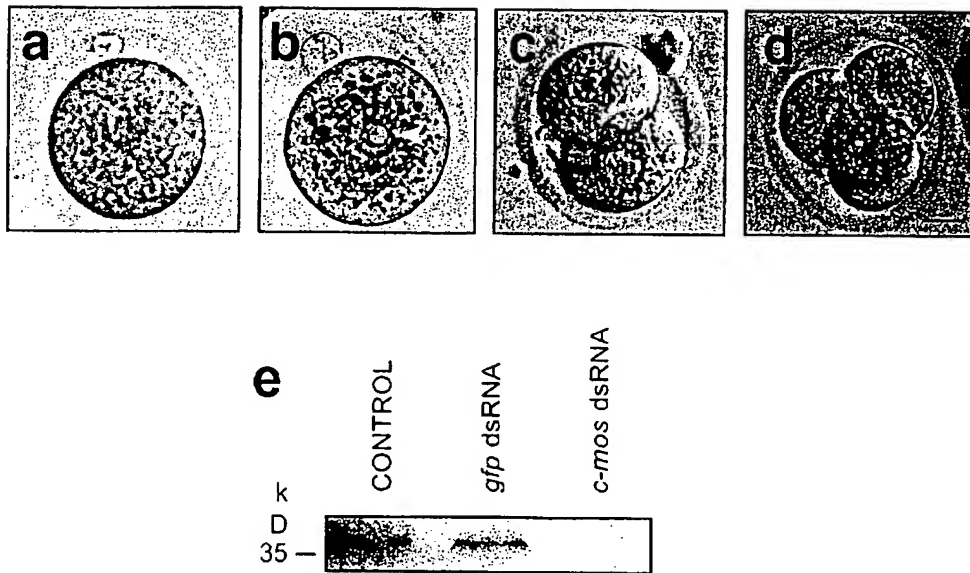 a
b
c
d
e
CONTROL
gfp dsRNA
c-mos dsRNA
k
D
35 –